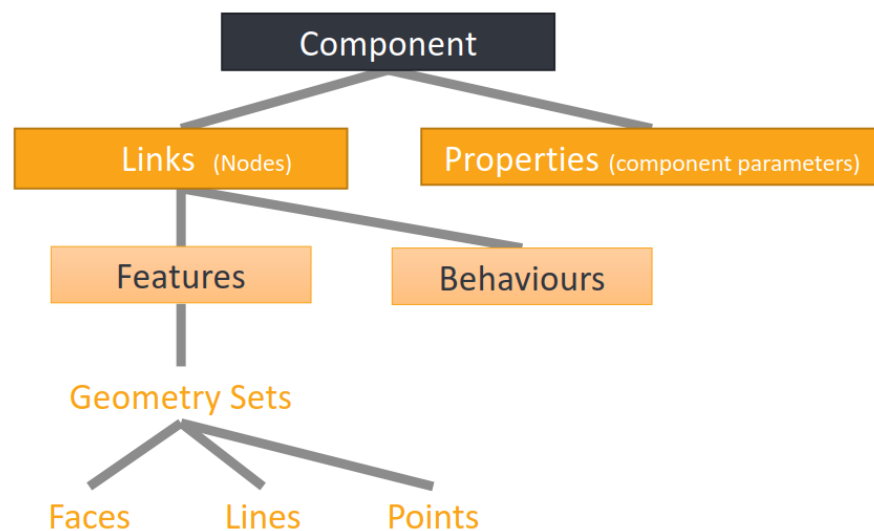 Component
Links (Nodes)
Properties (component parameters)
Features
Behaviours
Geometry Sets
Faces
Lines
Points